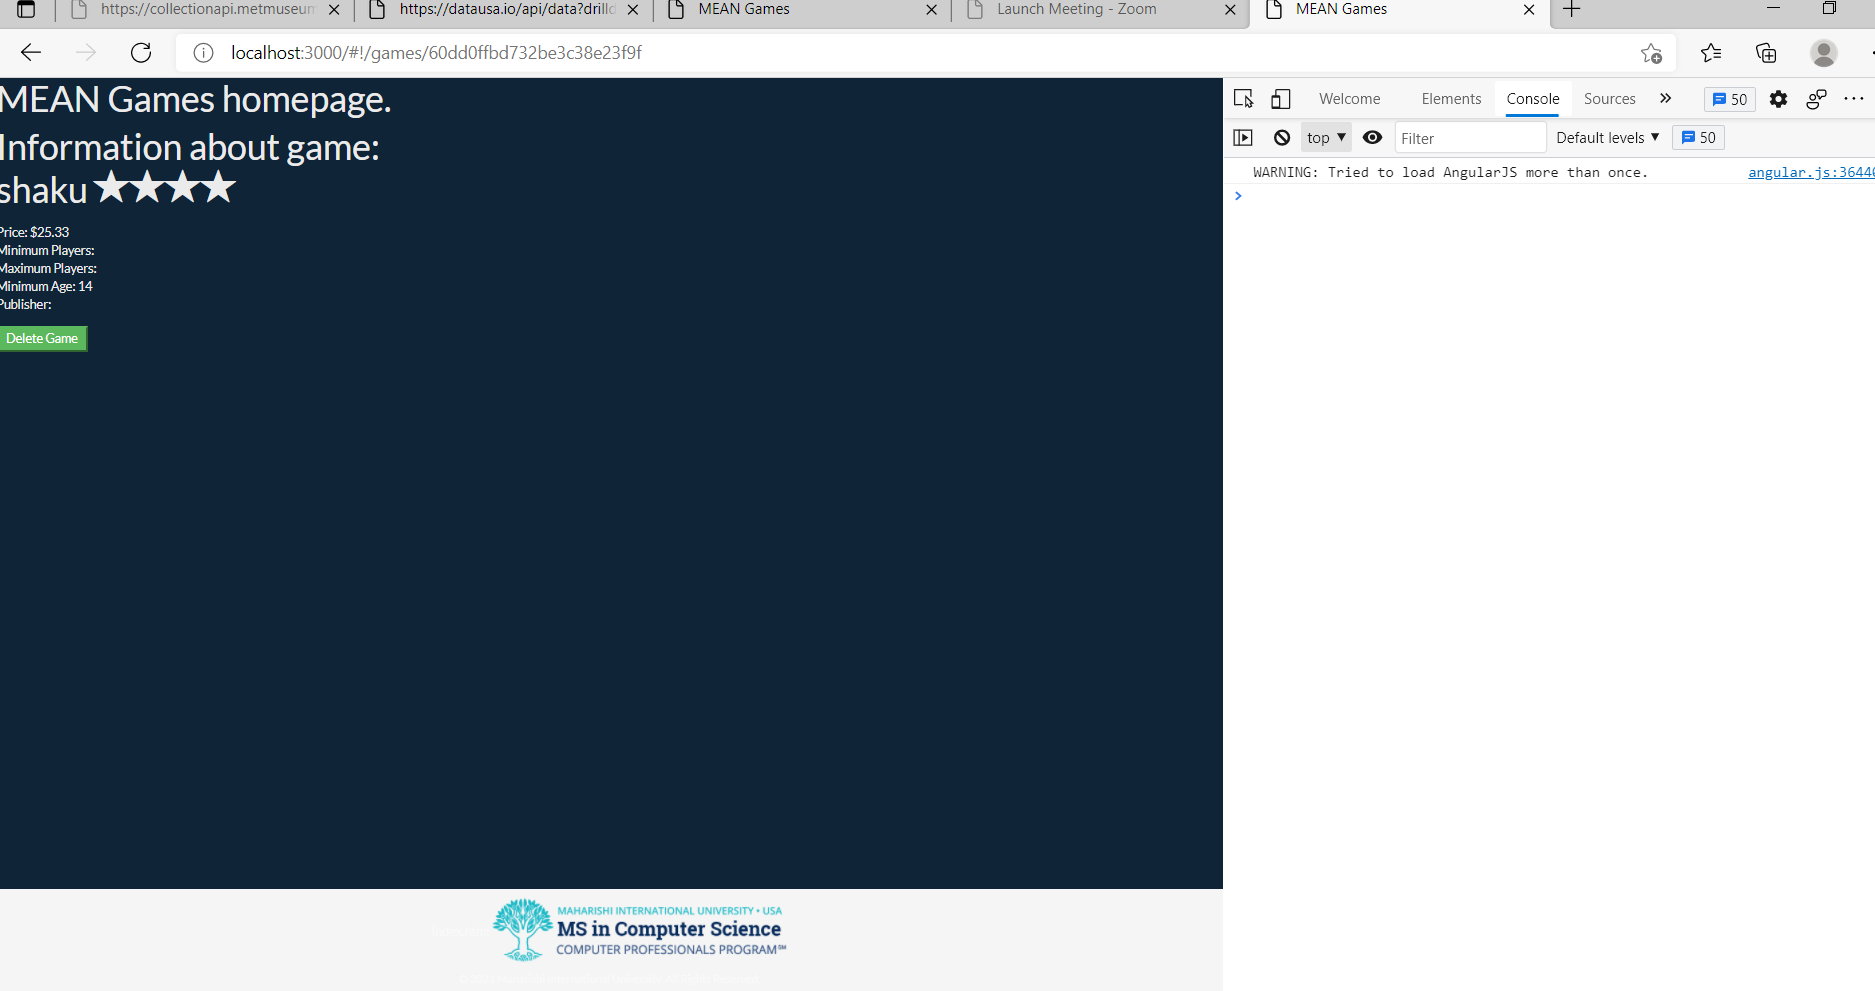 https://collectionapi.metmuseum
https://datausa.io/api/data?drilld
MEAN Games
Launch Meeting - Zoom
MEAN Games
localhost:3000/#!/games/60dd0ffbd732be3c38e23f9f
MEAN Games homepage.
Information about game:
shaku ★★★★
Price: $25.33
Minimum Players:
Maximum Players:
Minimum Age: 14
Publisher:
Delete Game
Welcome Elements Console Sources 50
top Filter Default levels 50
WARNING: Tried to load AngularJS more than once. angular.js:3644
MAHARISHI INTERNATIONAL UNIVERSITY • USA
MS in Computer Science
COMPUTER PROFESSIONALS PROGRAM℠